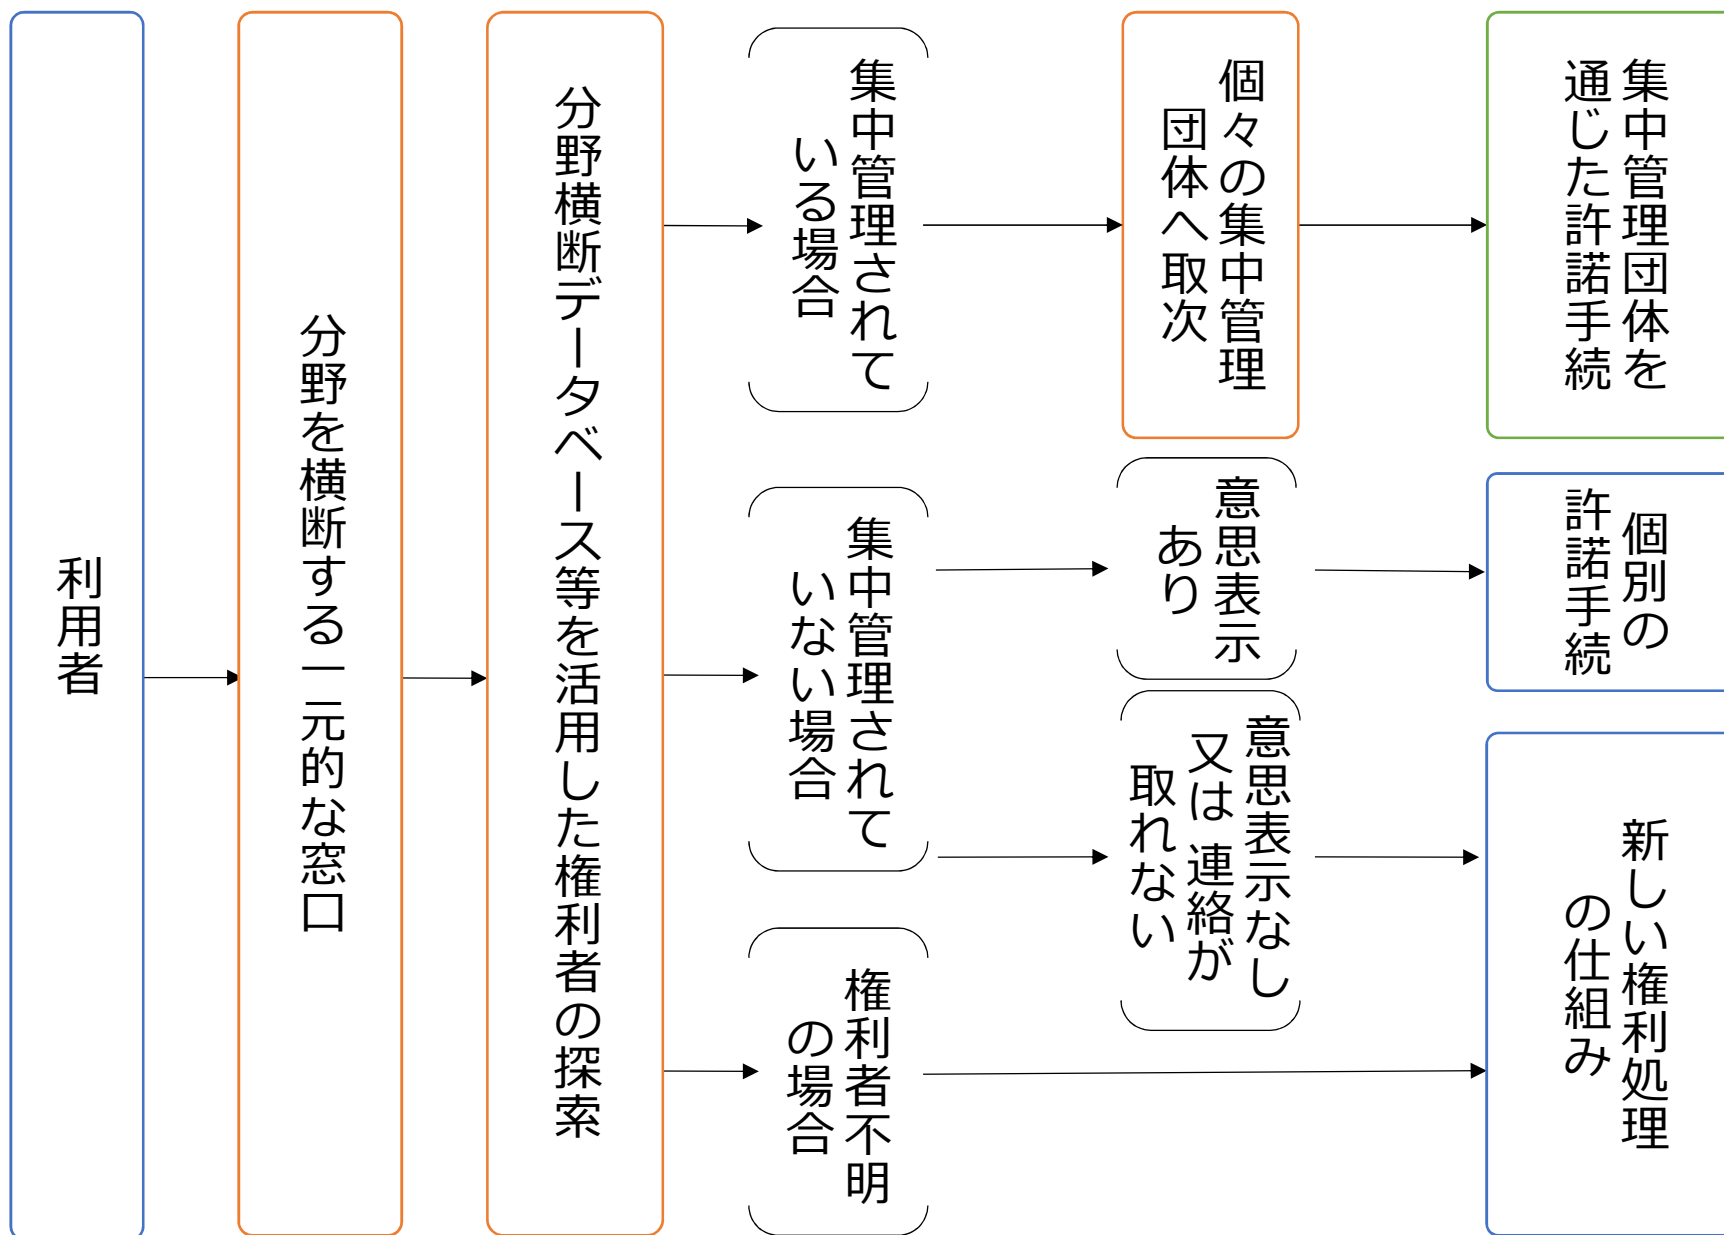 利用者
分野を横断する一元的な窓口
分野横断データベース等を活用した権利者の探索
集中管理されて
いる場合
個々の集中管理
団体へ取次
集中管理団体を
通じた許諾手続
集中管理されて
いない場合
意思表示
あり
個別の
許諾手続
意思表示なし
又は連絡が
取れない
新しい権利処理
の仕組み
権利者不明
の場合